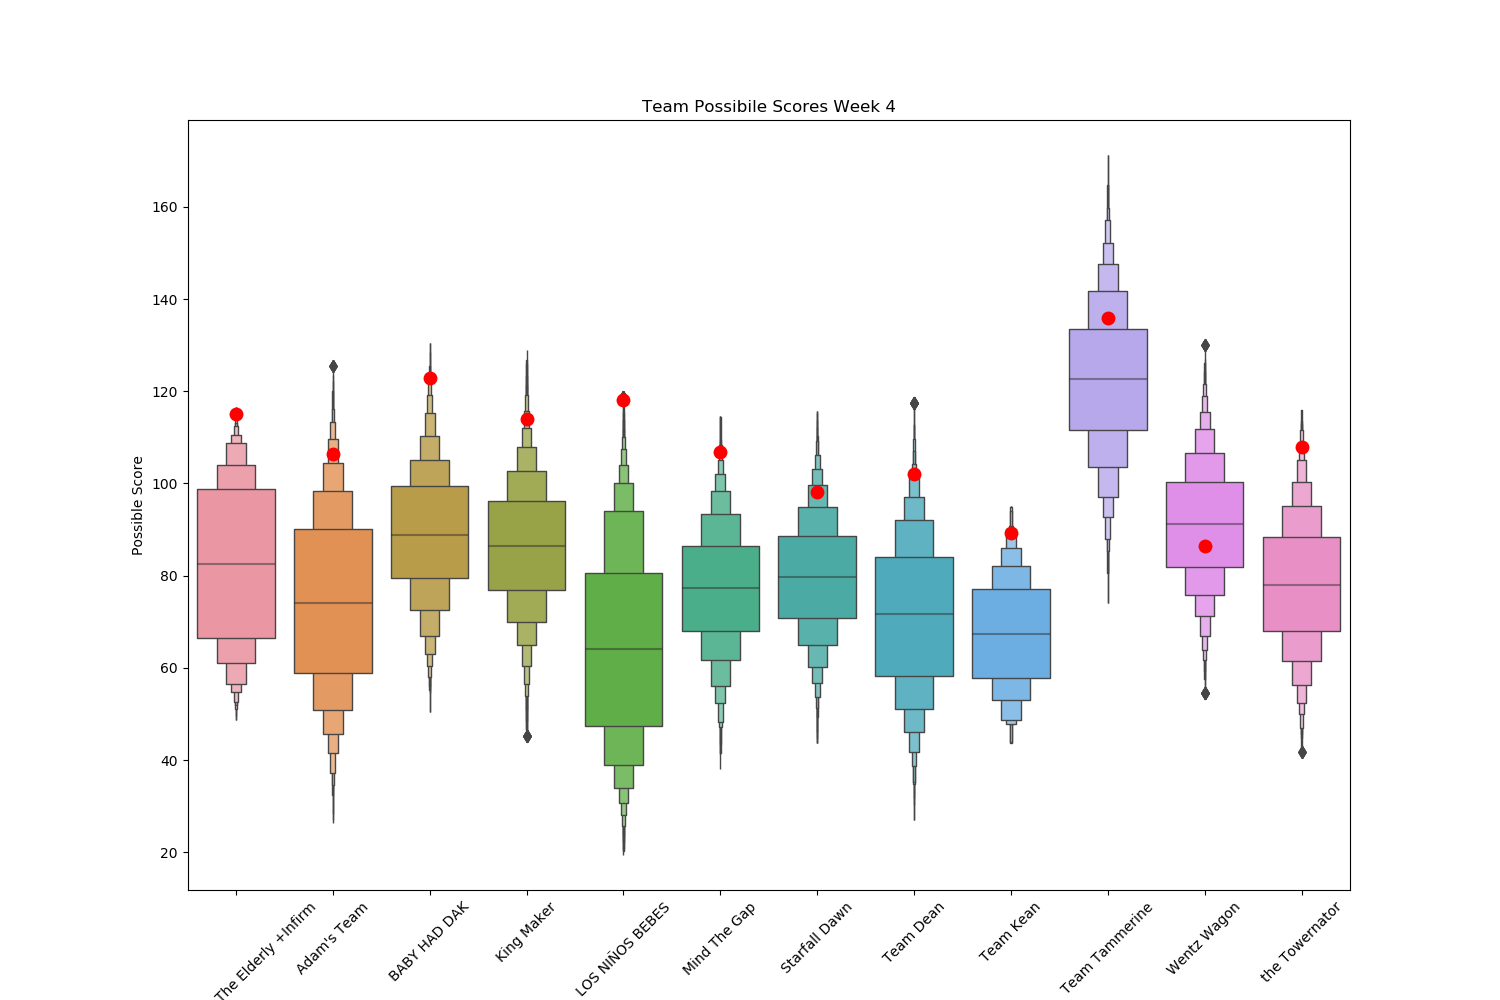 Team Possibile Scores Week 4
Possible Score
160
140
120
100
80
60
40
20
The Elderly +Infirm
Adam's Team
BABY HAD DAK
King Maker
LOS NIÑOS BEBES
Mind The Gap
Starfall Dawn
Team Dean
Team Kean
Team Tammerine
Wentz Wagon
the Towernator